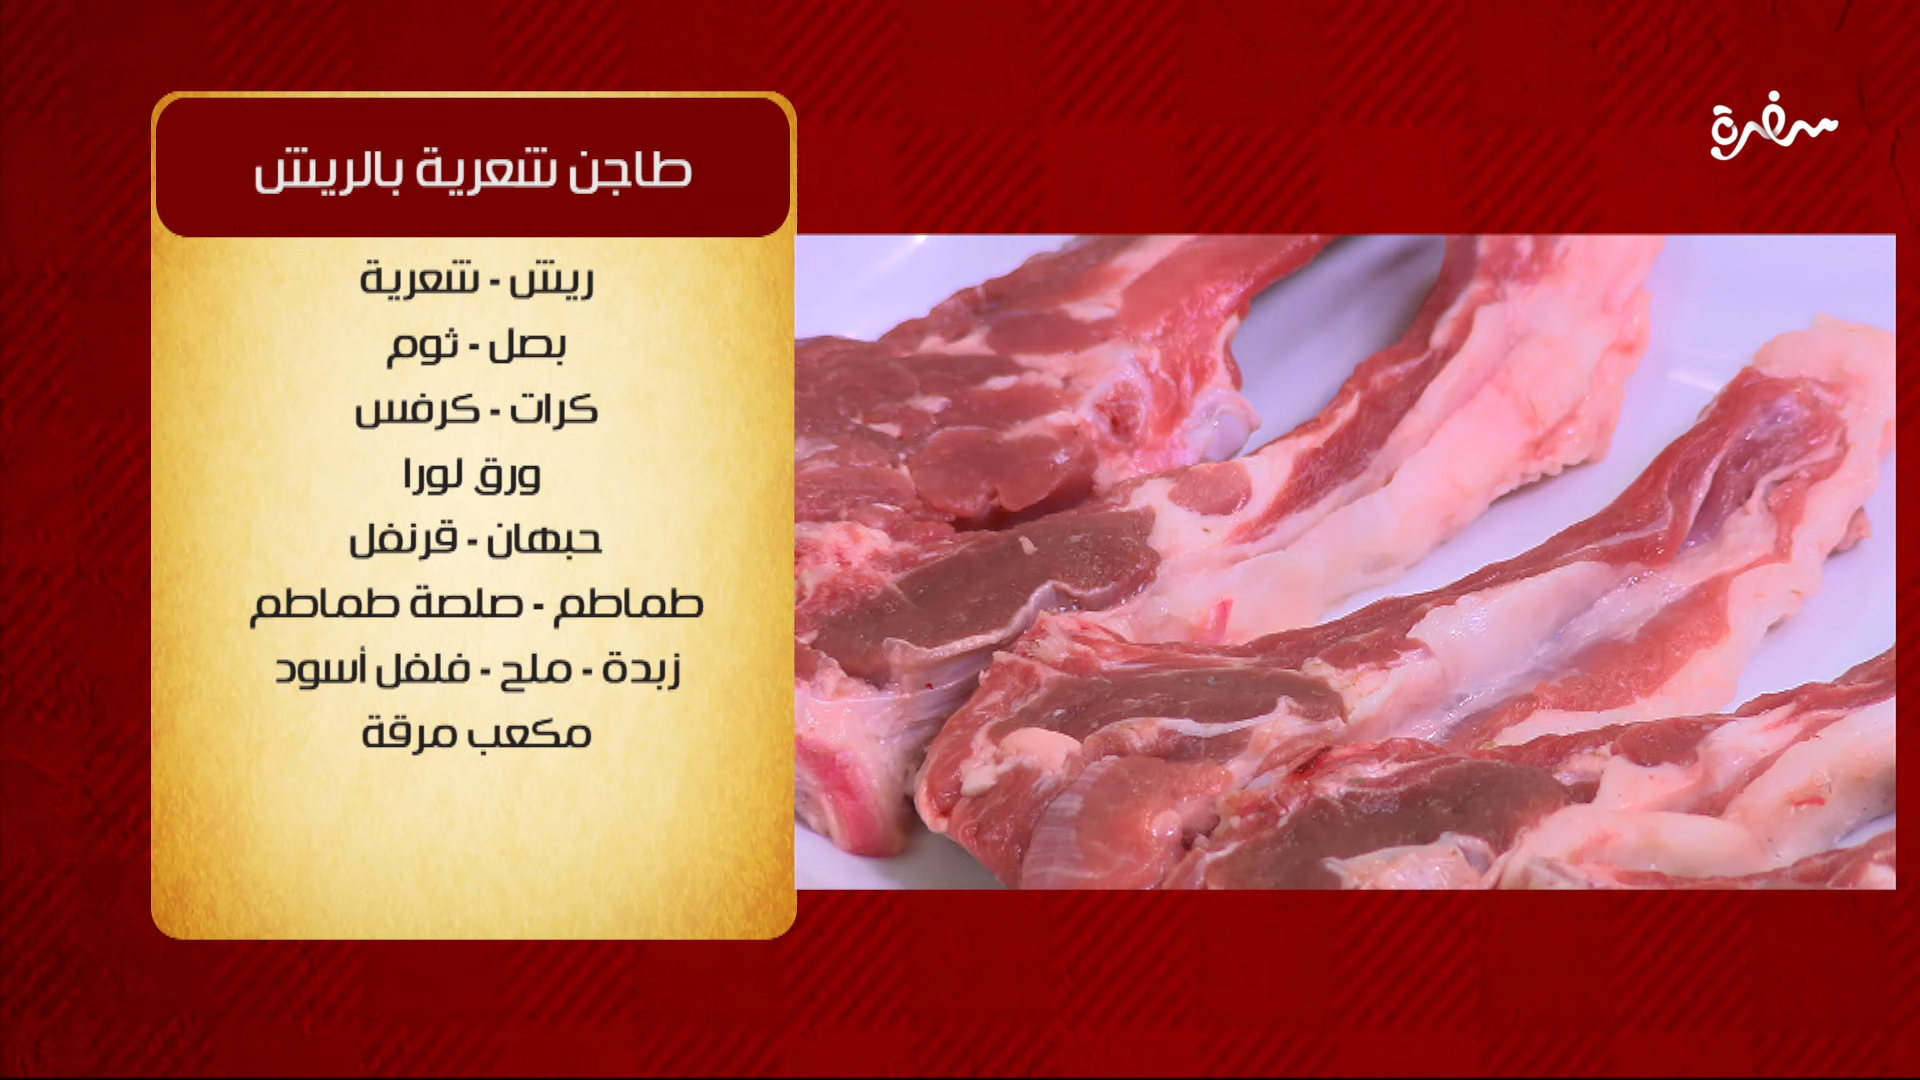 سفرة
طاجن شعرية بالريش
ريش - شعرية
بصل - ثوم
كرات - كرفس
ورق لورا
حبهان - قرنفل
طماطم - صلصة طماطم
زبدة - ملح - فلفل أسود
مكعب مرقة